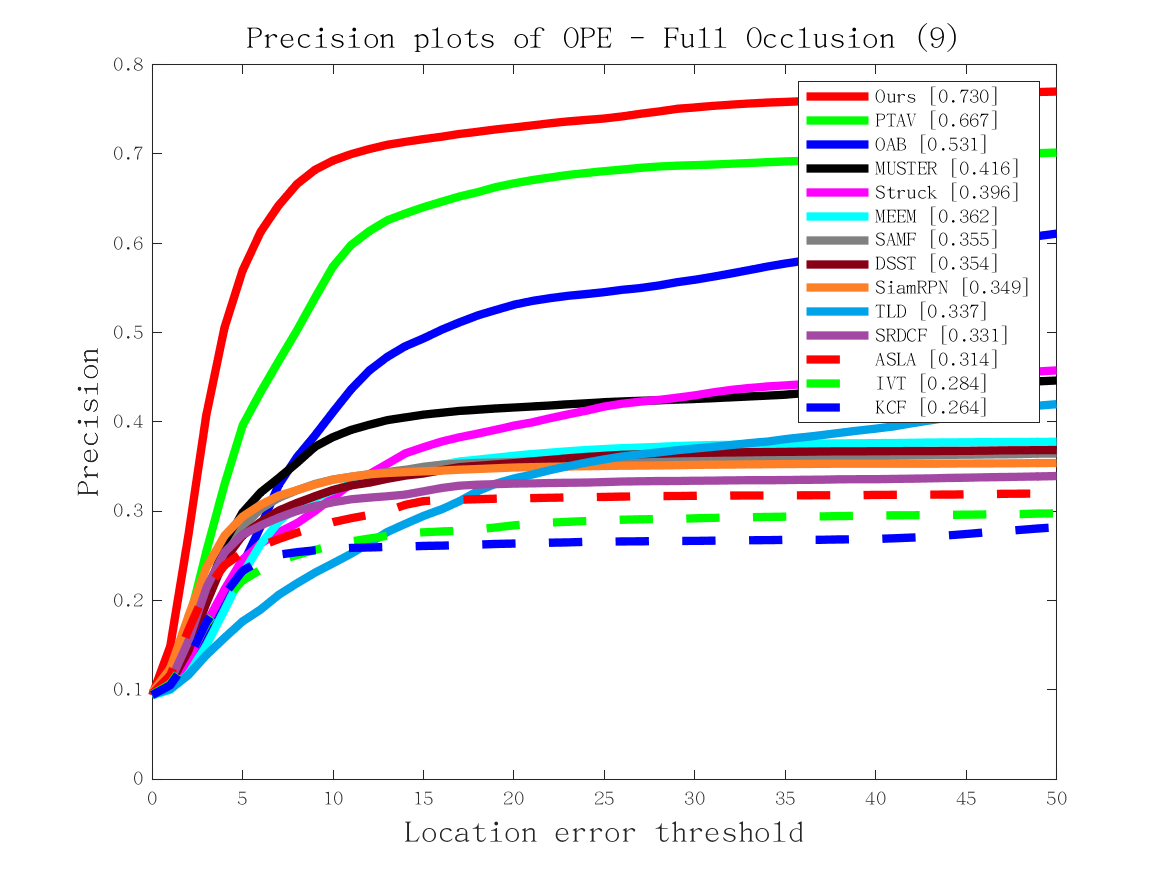 Precision plots of OPE - Full Occlusion (9)
0.8
0.7
0.6
0.5
0.4
0.3
0.2
0.1
0
Precision
Ours [0.730]
PTAV [0.667]
OAB [0.531]
MUSTER [0.416]
Struck [0.396]
MEEM [0.362]
SAMF [0.355]
DSST [0.354]
SiamRPN [0.349]
TLD [0.337]
SRDCF [0.331]
ASLA [0.314]
IVT [0.284]
KCF [0.264]
0 5 10 15 20 25 30 35 40 45 50
Location error threshold